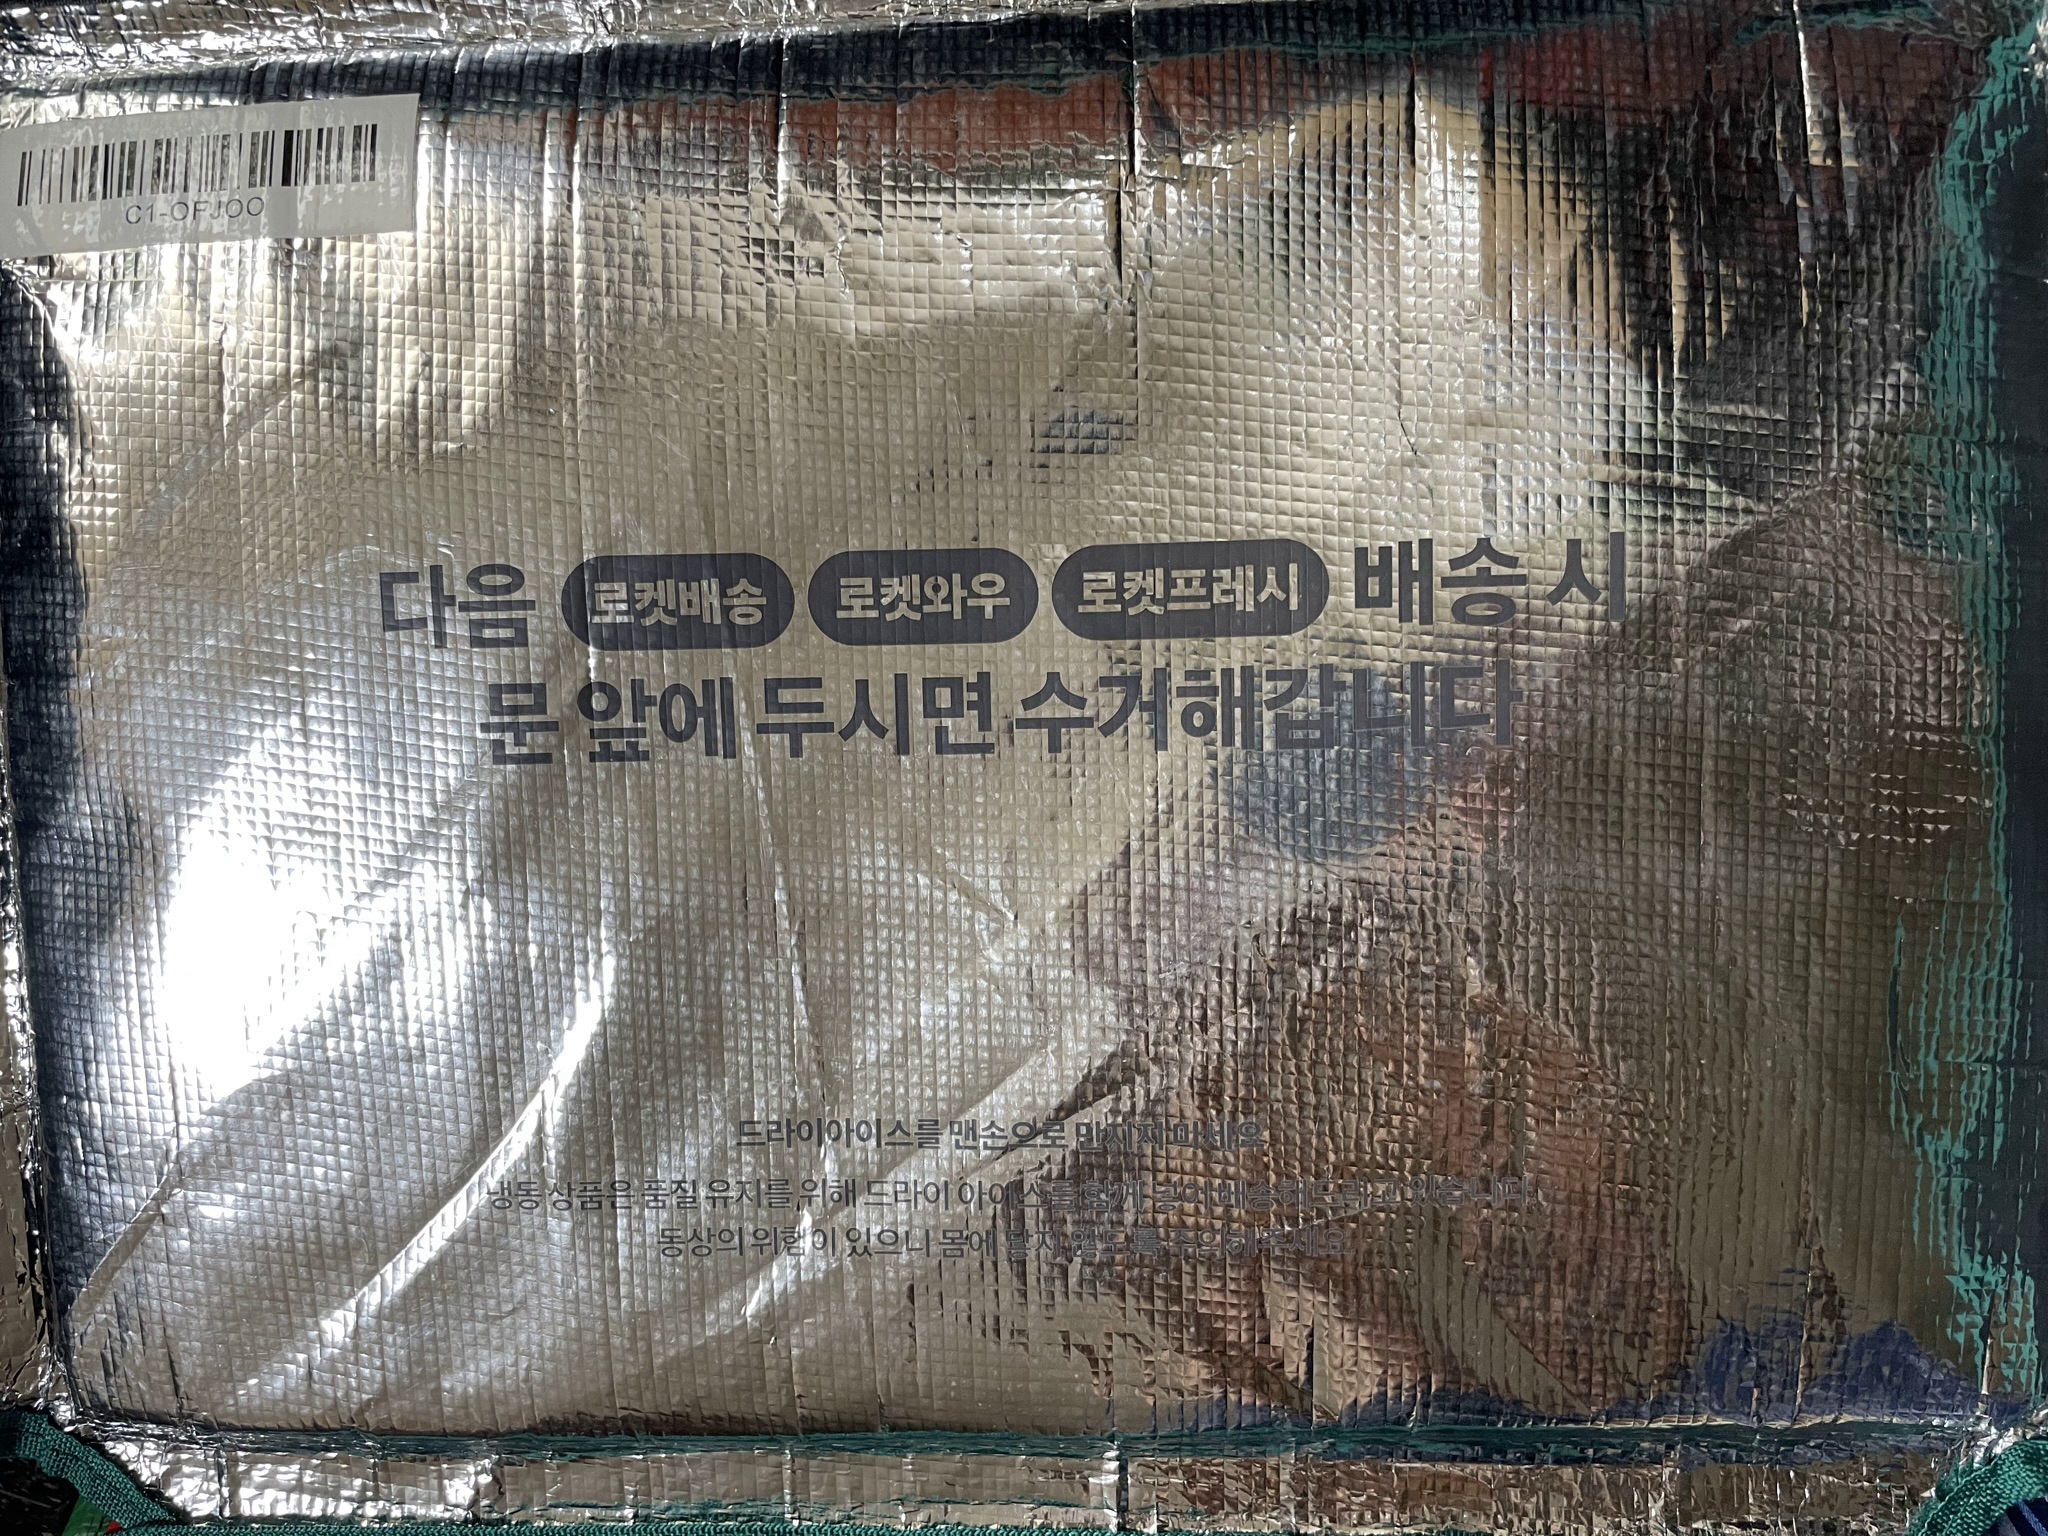 C1-OFJOO
다음 로켓배송 로켓와우 로켓프레시 배송 시
문 앞에 두시면 수거해갑니다
드라이아이스를 맨손으로 만지지 마세요
냉동 상품은 품질 유지를 위해 드라이 아이스를 함께 넣어 배송해드리고 있습니다.
동상의 위험이 있으니 몸에 닿지 않도록 주의해주세요